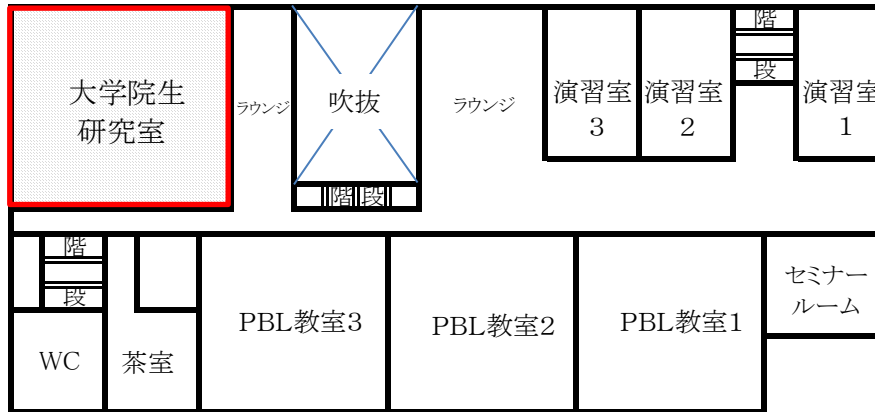 大学院生
研究室
ラウンジ
吹抜
階段
ラウンジ
演習室
3
演習室
2
階
段
演習室
1
階
段
WC
茶室
PBL教室3
PBL教室2
PBL教室1
セミナー
ルーム